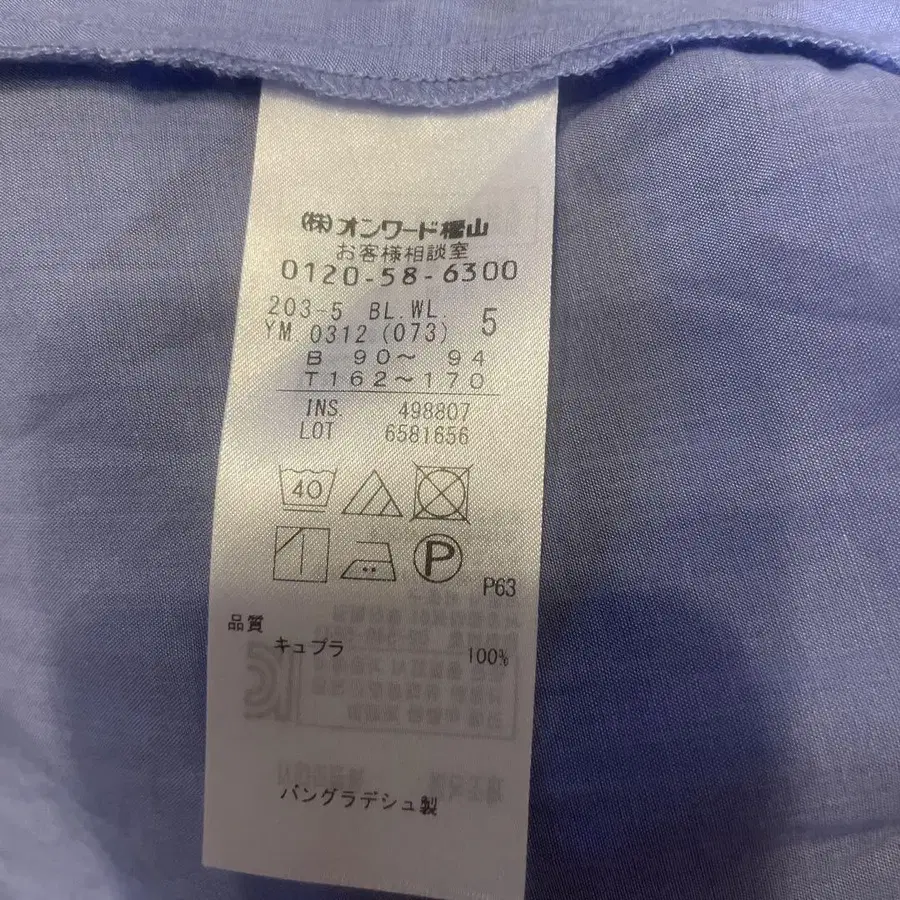 (株)オンワード樫山
お客様相談室
0120-58-6300
203-5 BL.WL. 5
YM 0312 (073)
B 90〜 94
T162〜170
INS. 498807
LOT 6581656
40
P
P63
品質
キュプラ 100%
バングラデシュ製